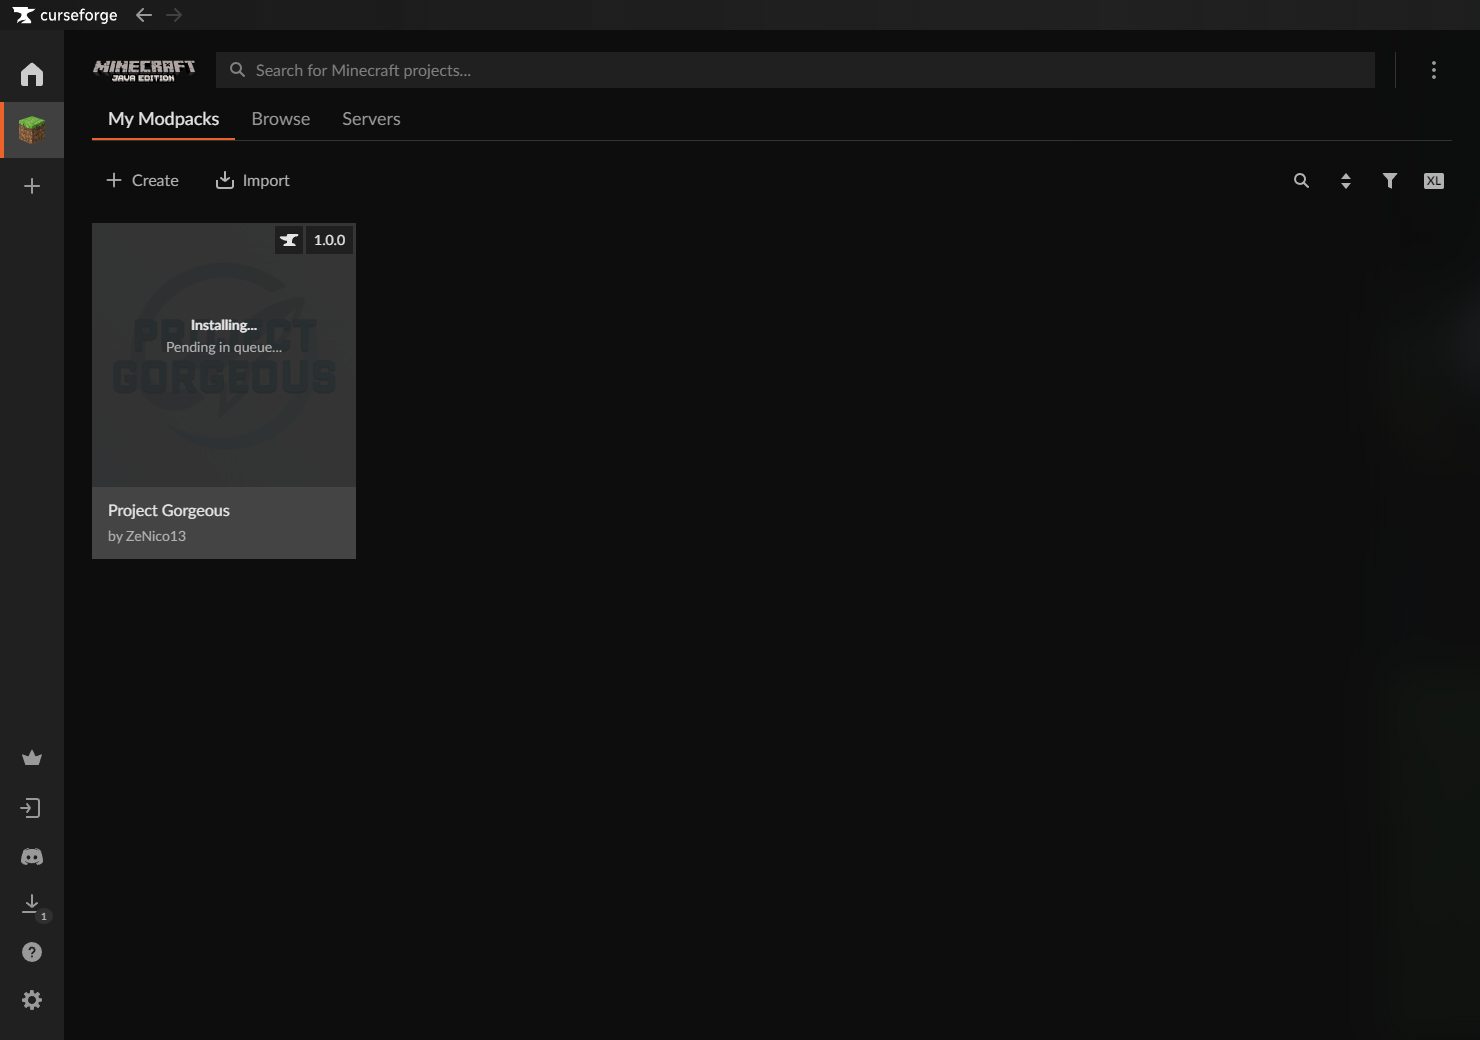 curseforge
MINECRAFT
JAVA EDITION
Search for Minecraft projects...
My Modpacks
Browse
Servers
Create
Import
XL
1.0.0
PROJECT
GORGEOUS
Installing...
Pending in queue...
Project Gorgeous
by ZeNico13
1
?